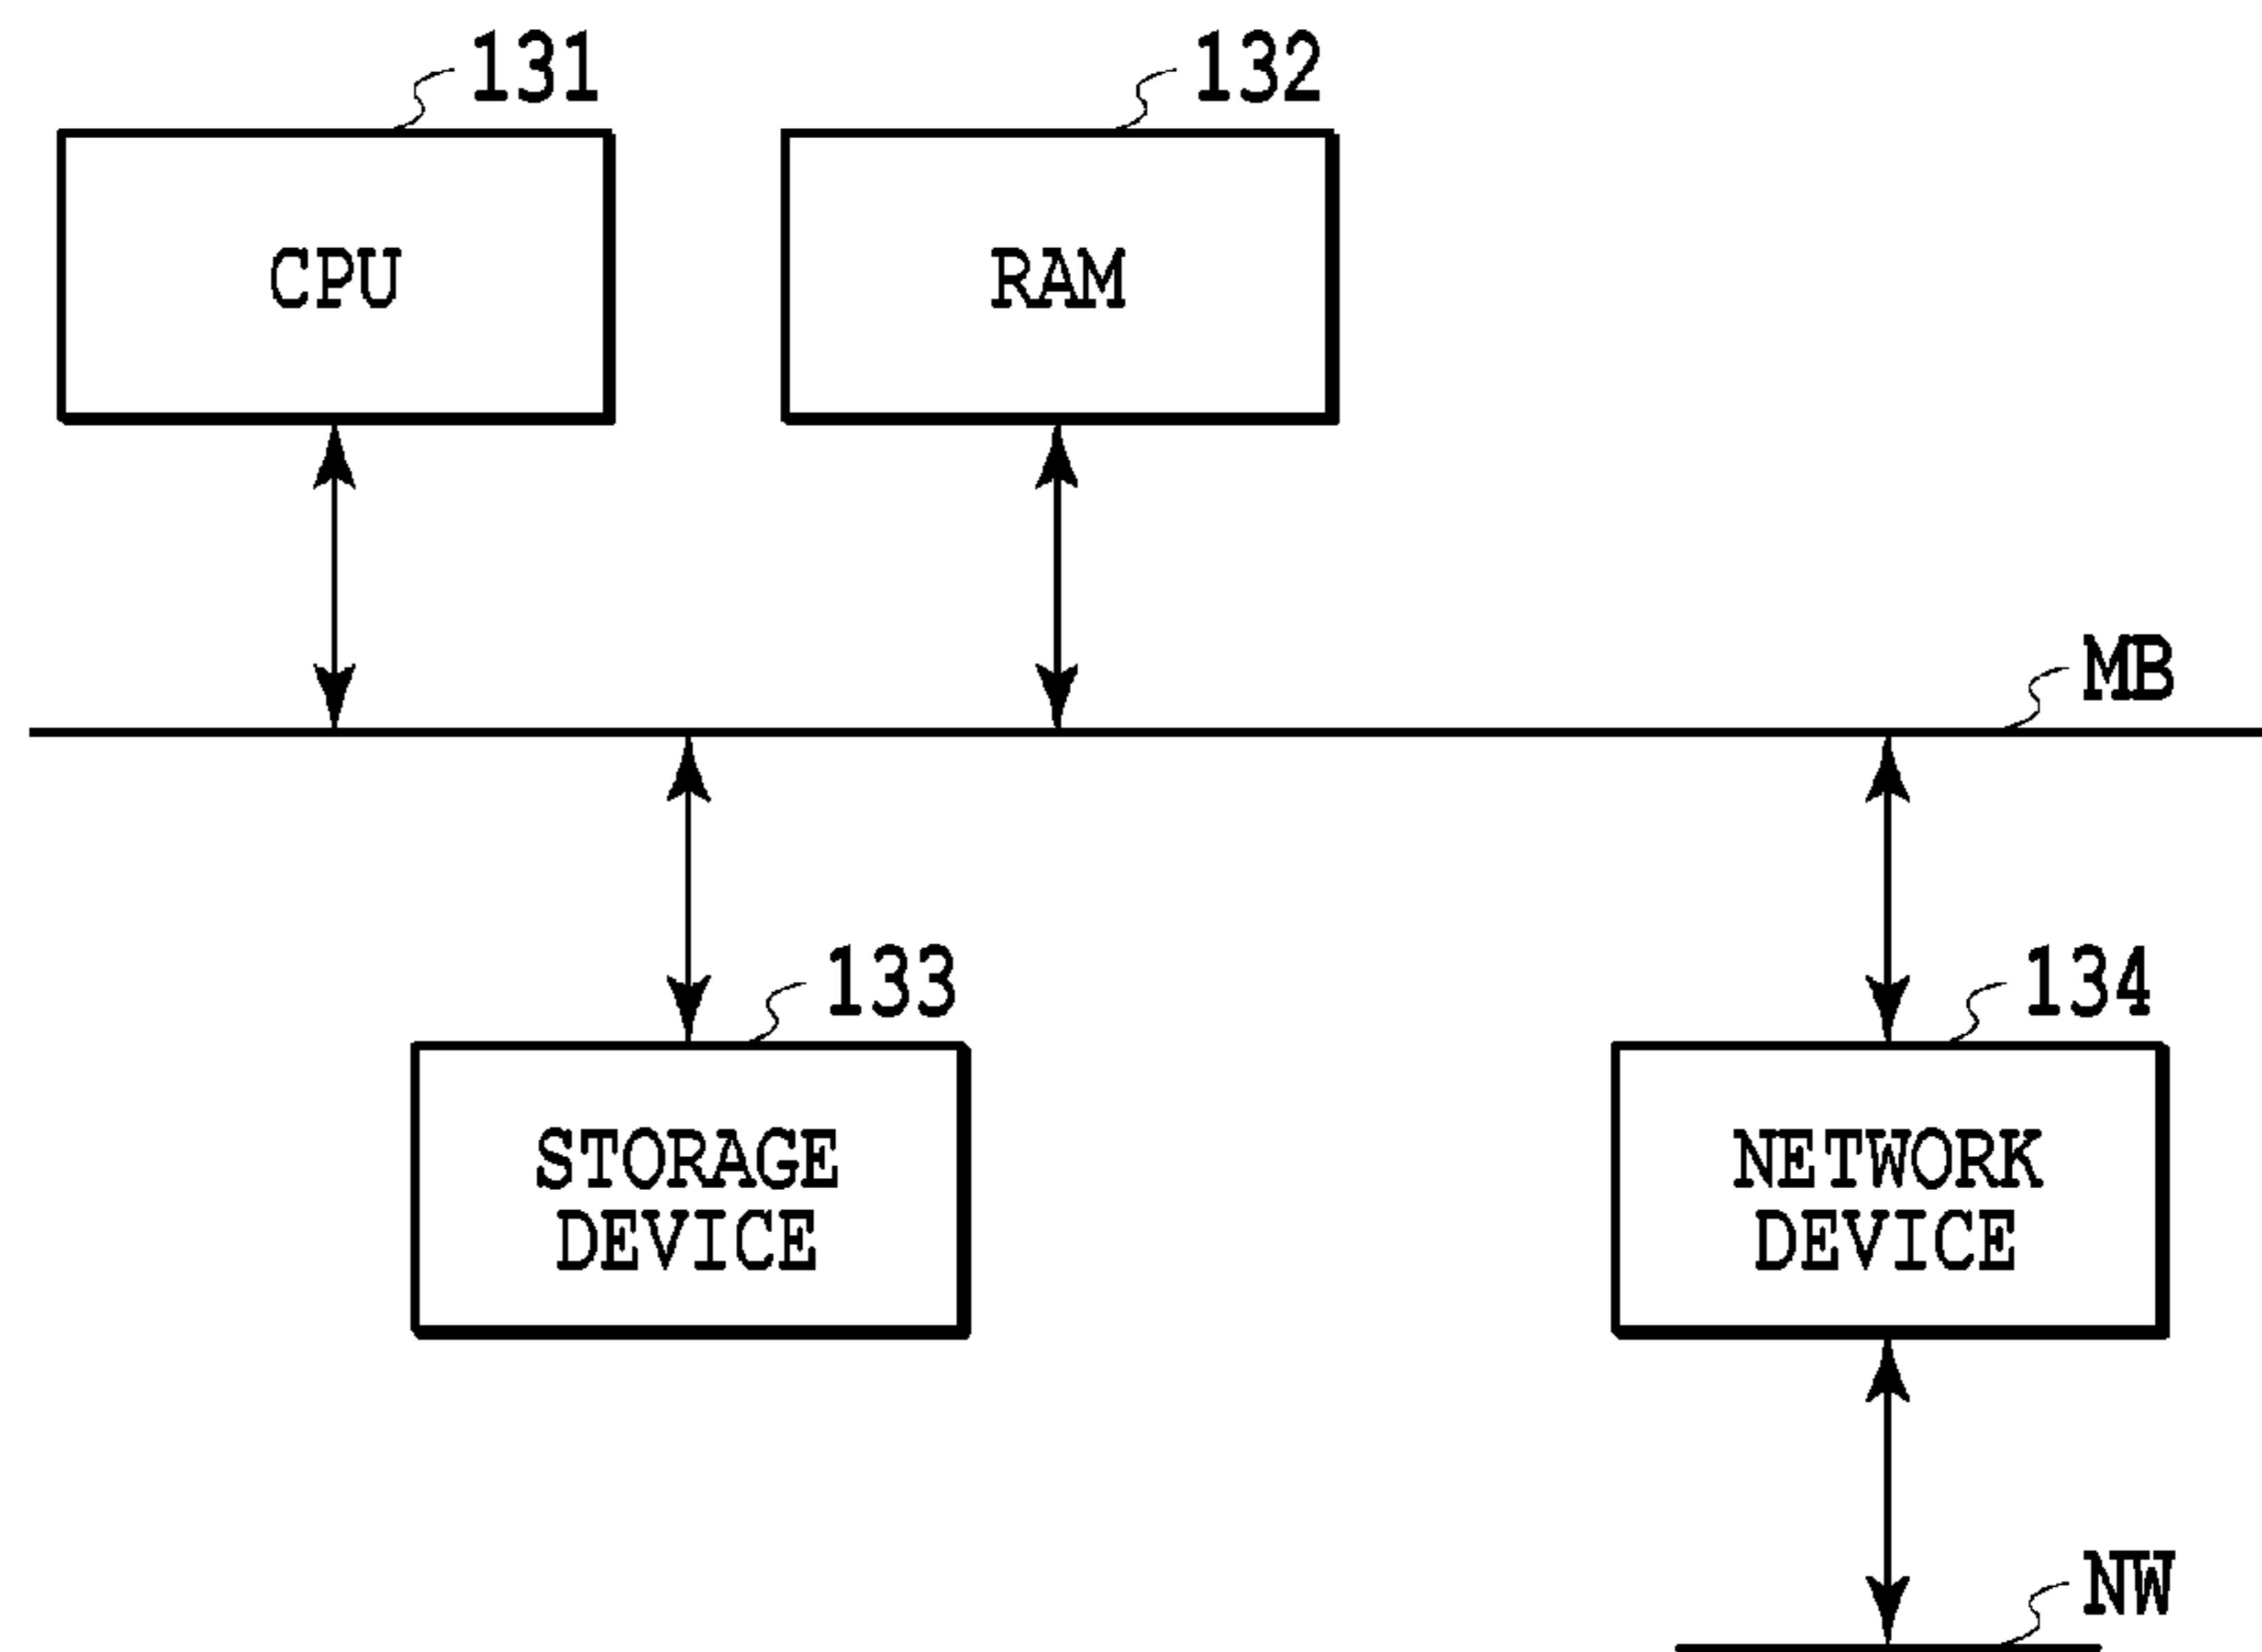 131
132
CPU
RAM
MB
133
134
STORAGE
DEVICE
NETWORK
DEVICE
NW